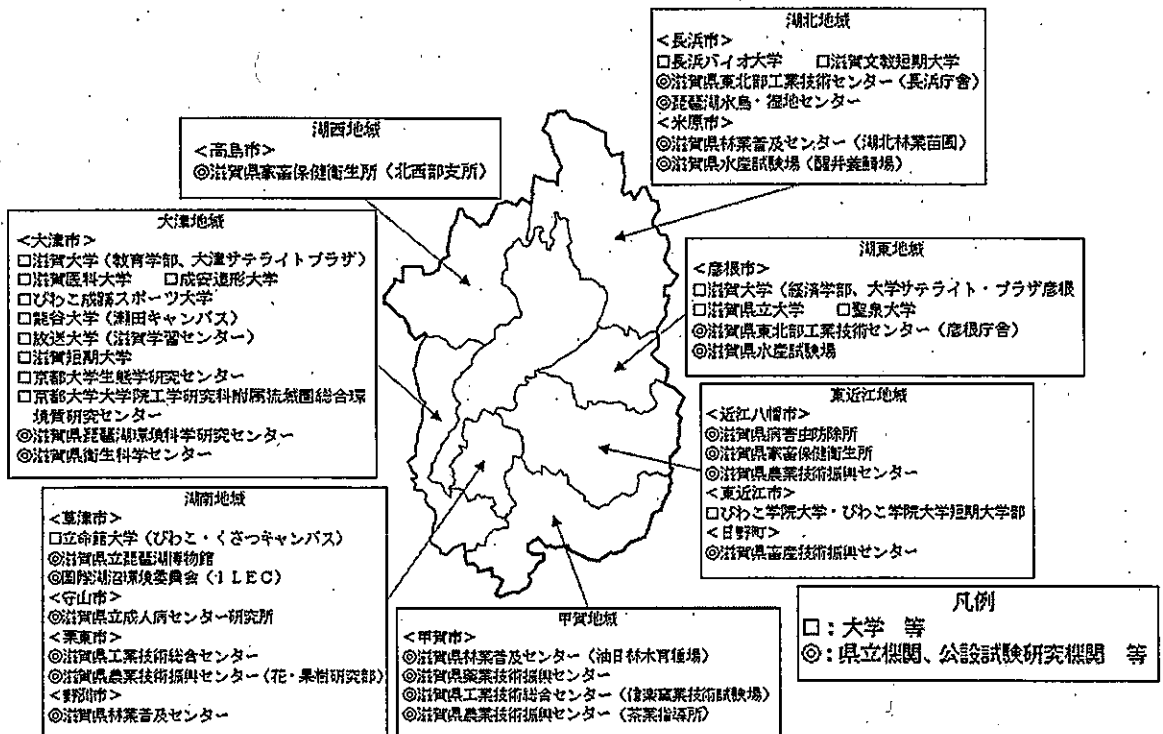 湖北地域
<長浜市>
□長浜バイオ大学　□滋賀文教短期大学
◎滋賀県東北部工業技術センター（長浜庁舎）
◎琵琶湖水鳥・湿地センター
<米原市>
◎滋賀県林業普及センター（湖北林業苗圃）
◎滋賀県水産試験場（醒井養鱒場）
湖西地域
<高島市>
◎滋賀県家畜保健衛生所（北西部支所）
大津地域
<大津市>
□滋賀大学（教育学部、大津サテライトプラザ）
□滋賀医科大学　□成安造形大学
□びわこ成蹊スポーツ大学
□龍谷大学（瀬田キャンパス）
□放送大学（滋賀学習センター）
□滋賀短期大学
□京都大学生態学研究センター
□京都大学大学院工学研究科附属流域圏総合環
境質研究センター
◎滋賀県琵琶湖環境科学研究センター
◎滋賀県衛生科学センター
湖東地域
<彦根市>
□滋賀大学（経済学部、大学サテライト・プラザ彦根
□滋賀県立大学　□聖泉大学
◎滋賀県東北部工業技術センター（彦根庁舎）
◎滋賀県水産試験場
東近江地域
<近江八幡市>
◎滋賀県病害虫防除所
◎滋賀県家畜保健衛生所
◎滋賀県農業技術振興センター
<東近江市>
□びわこ学院大学・びわこ学院大学短期大学部
<日野町>
◎滋賀県畜産技術振興センター
湖南地域
<草津市>
□立命館大学（びわこ・くさつキャンパス）
◎滋賀県立琵琶湖博物館
◎国際湖沼環境委員会（ILEC）
<守山市>
◎滋賀県立成人病センター研究所
<栗東市>
◎滋賀県工業技術総合センター
◎滋賀県農業技術振興センター（花・果樹研究部）
<野洲市>
◎滋賀県林業普及センター
甲賀地域
<甲賀市>
◎滋賀県林業普及センター（油日林木育種場）
◎滋賀県薬業技術振興センター
◎滋賀県工業技術総合センター（信楽窯業技術試験場）
◎滋賀県農業技術振興センター（茶業指導所）
凡例
□：大学　等
◎：県立機関、公設試験研究機関　等